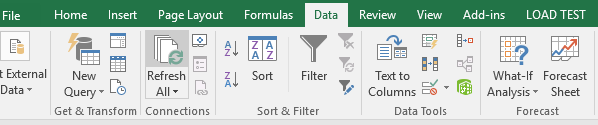 File Home Insert Page Layout Formulas Data Review View Add-ins LOAD TEST
t External Data
New Query
Refresh All
A Z
Z A
Z A A Z
Sort
Filter
Text to Columns
What-If Analysis
Forecast Sheet
Get & Transform Connections Sort & Filter Data Tools Forecast